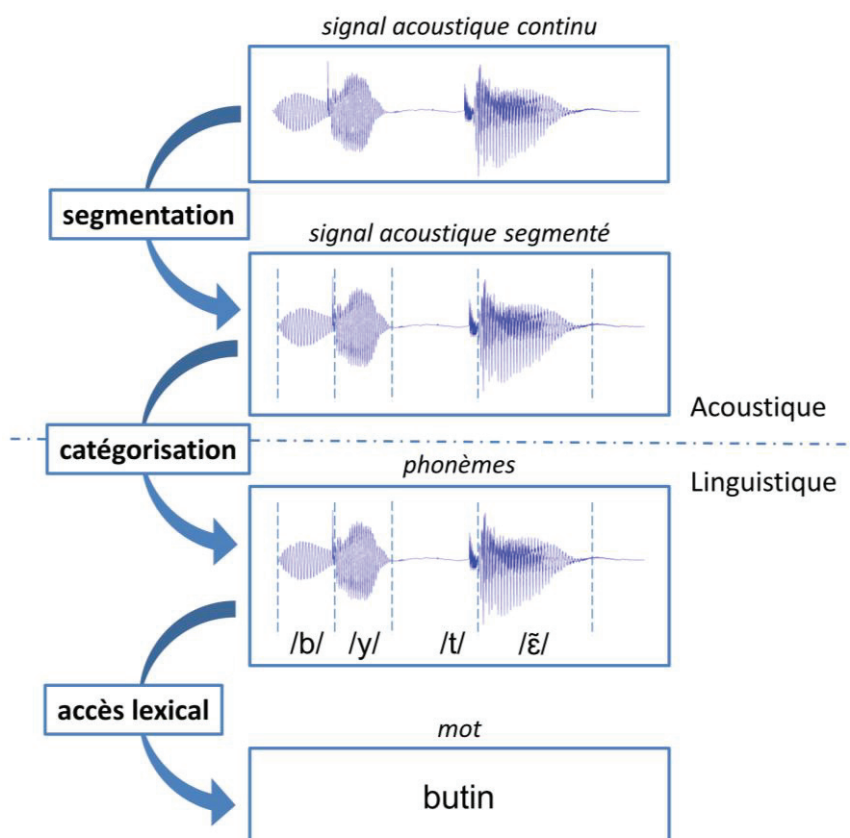 signal acoustique continu
segmentation
signal acoustique segmenté
Acoustique
catégorisation
phonèmes
Linguistique
/b/ /y/ /t/ /ɛ̃/
accès lexical
mot
butin